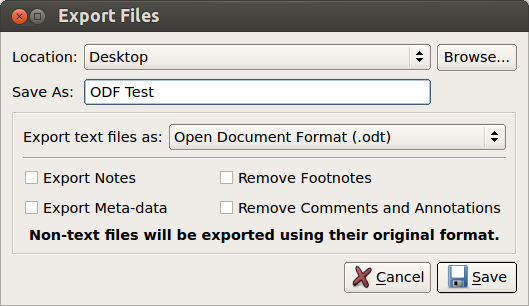 Export Files
Location: Desktop Browse...
Save As: ODF Test
Export text files as: Open Document Format (.odt)
Export Notes Remove Footnotes
Export Meta-data Remove Comments and Annotations
Non-text files will be exported using their original format.
Cancel Save